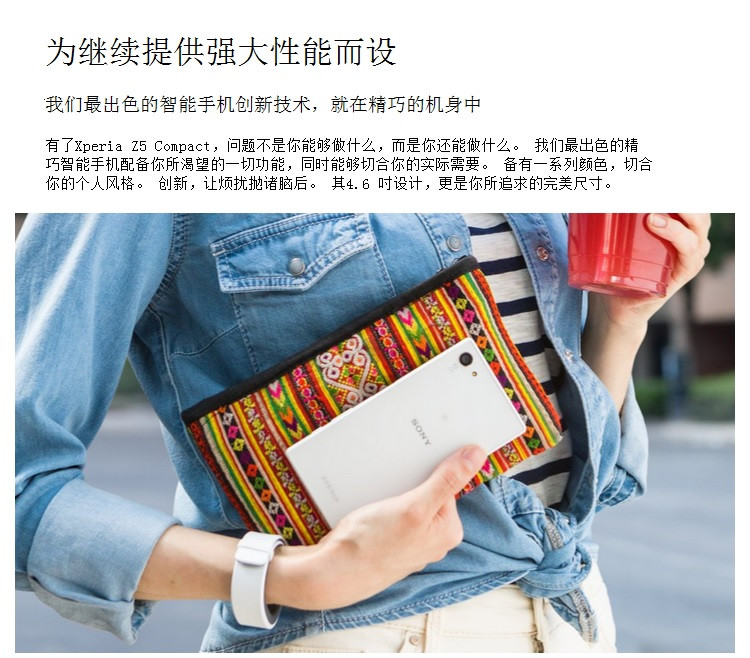 为继续提供强大性能而设
我们最出色的智能手机创新技术，就在精巧的机身中
有了Xperia Z5 Compact，问题不是你能够做什么，而是你还能做什么。 我们最出色的精
巧智能手机配备你所渴望的一切功能，同时能够切合你的实际需要。 备有一系列颜色，切合
你的个人风格。 创新，让烦扰抛诸脑后。 其4.6 吋设计，更是你所追求的完美尺寸。
SONY
XPERIA